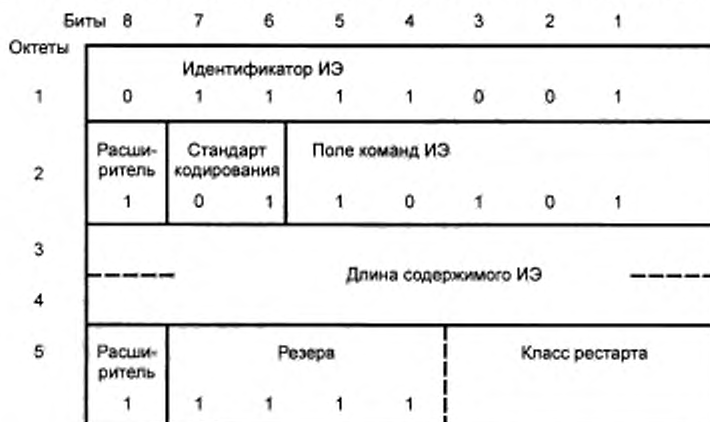 Биты 8 7 6 5 4 3 2 1
Октеты
Идентификатор ИЭ
1 0 1 1 1 1 0 0 1
Расши- Стандарт Поле команд ИЭ
2 ритель кодирования
1 0 1 1 0 1 0 1
3
Длина содержимого ИЭ
4
5 Расши- Резерв Класс рестарта
ритель
1 1 1 1 1